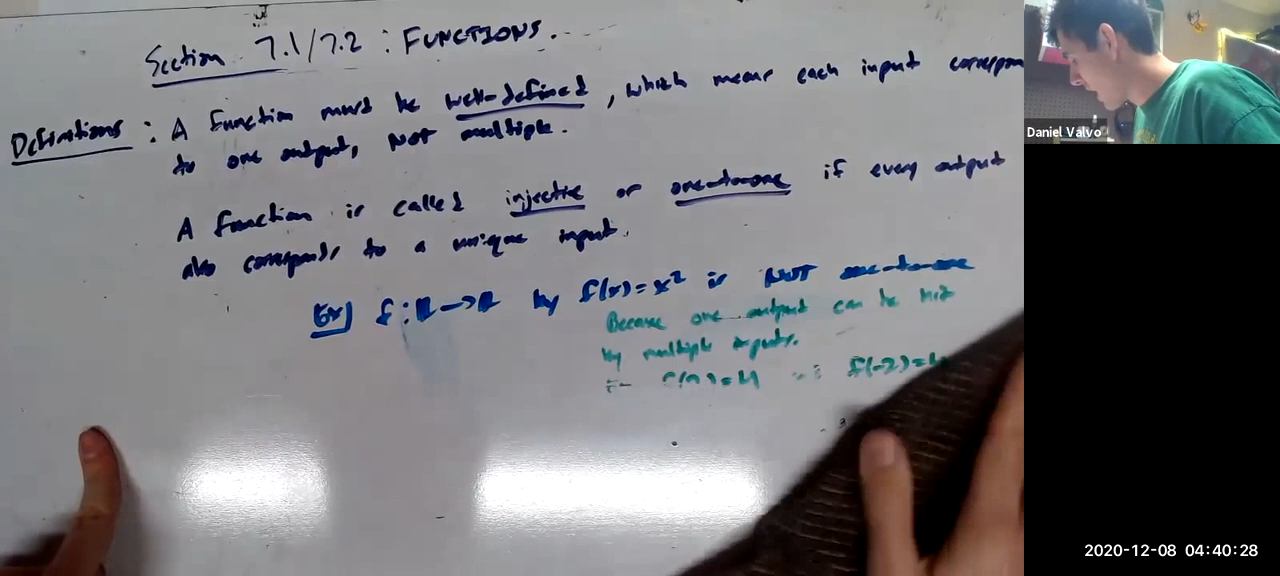 Section 7.1/7.2 : FUNCTIONS.
Definitions : A function must be well-defined, which means each input correspon
to one output, NOT multiple.
A function is called injective or one-to-one if every output
also corresponds to a unique input.
Ex) f: ℝ → ℝ by f(x)=x² is NOT one-to-one
Because one output can be hit
by multiple inputs.
f(-2)=4
Daniel Valvo
2020-12-08 04:40:28